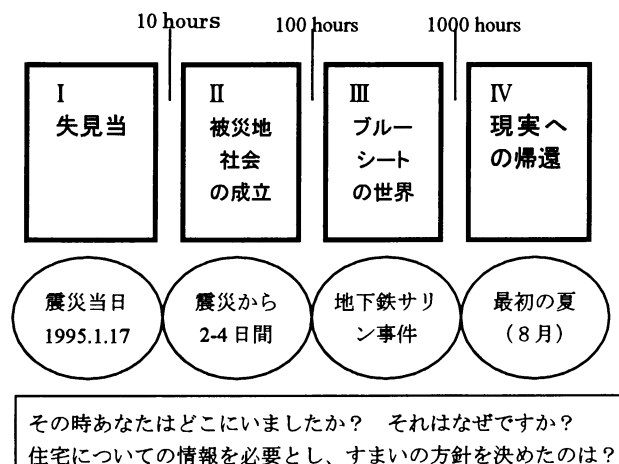 10 hours
100 hours
1000 hours
Ⅰ
失見当
Ⅱ
被災地
社会
の成立
Ⅲ
ブルー
シート
の世界
Ⅳ
現実へ
の帰還
震災当日
1995.1.17
震災から
2-4日間
地下鉄サリ
ン事件
最初の夏
(８月)
その時あなたはどこにいましたか？　それはなぜですか？
住宅についての情報を必要とし、すまいの方針を決めたのは？